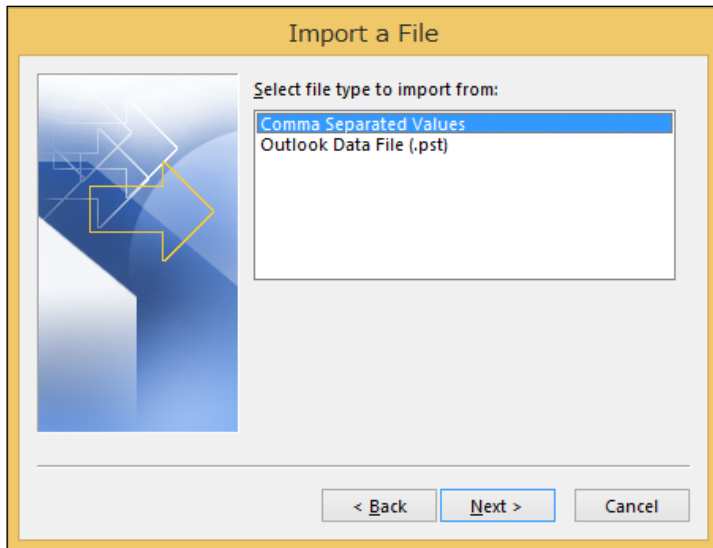 Import a File
Select file type to import from:
Comma Separated Values
Outlook Data File (.pst)
< Back
Next >
Cancel